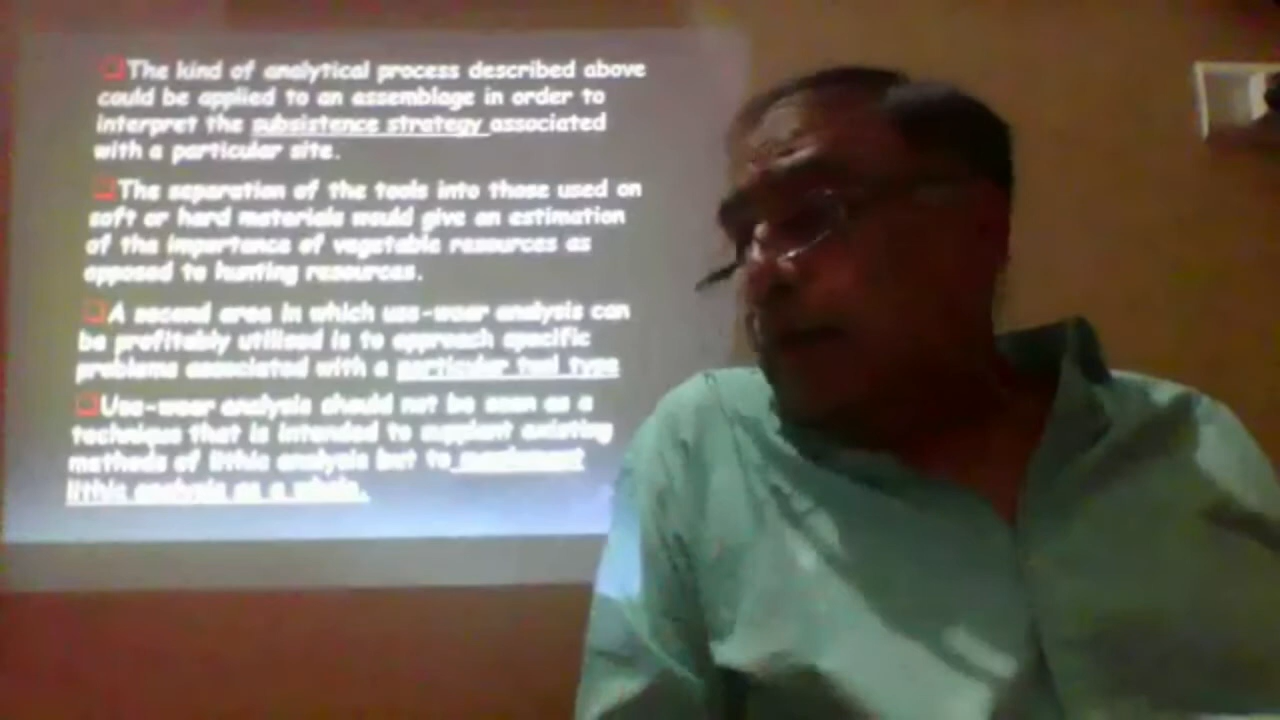 The kind of analytical process described above
could be applied to an assemblage in order to
interpret the subsistence strategy associated
with a particular site.
The separation of the tools into those used on
soft or hard materials would give an estimation
of the importance of vegetable resources as
opposed to hunting resources.
A second area in which use-wear analysis can
be profitably utilised is to approach specific
problems associated with a particular tool type
Use-wear analysis should not be seen as a
technique that is intended to supplant existing
methods of lithic analysis but to
lithic analysis as a whole.